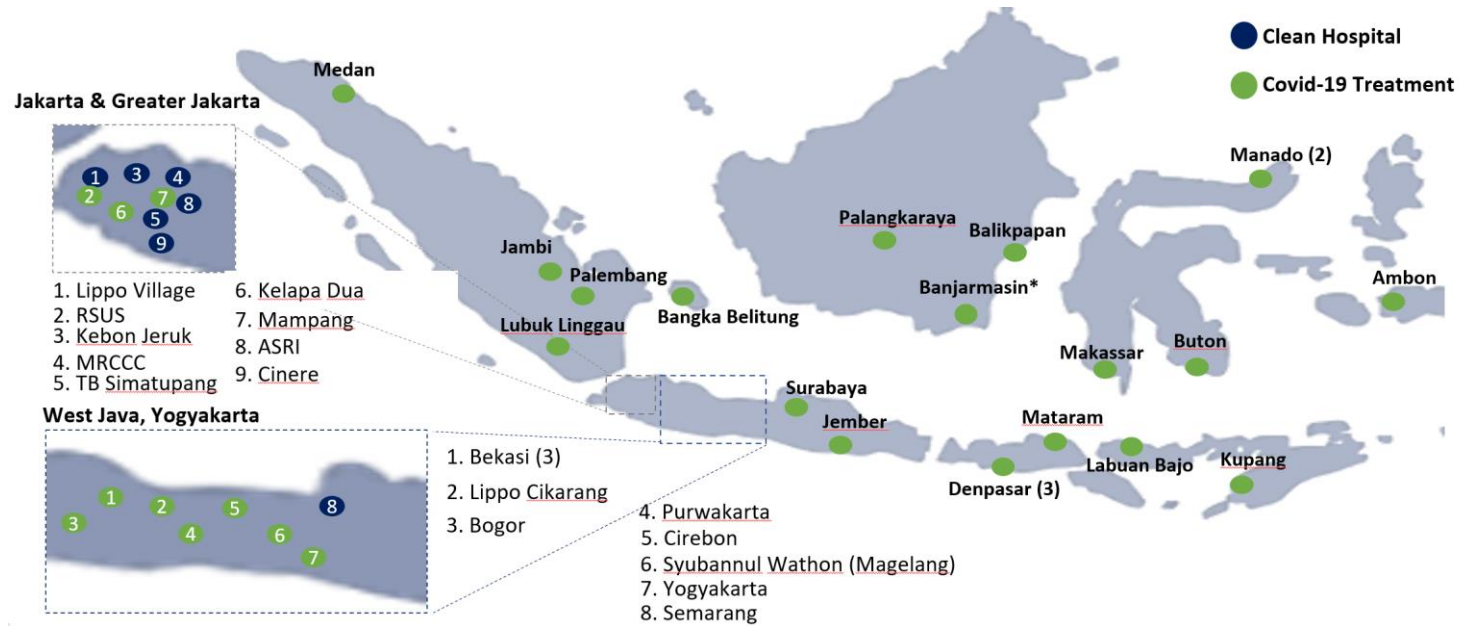 Clean Hospital
Covid-19 Treatment
Medan
Jakarta & Greater Jakarta
1
3
4
2
7
8
6
5
9
1. Lippo Village
2. RSUS
3. Kebon Jeruk
4. MRCCC
5. TB Simatupang
6. Kelapa Dua
7. Mampang
8. ASRI
9. Cinere
Jambi
Palembang
Lubuk Linggau
Bangka Belitung
Palangkaraya
Balikpapan
Banjarmasin*
Manado (2)
Ambon
Makassar
Buton
Surabaya
Jember
Mataram
Denpasar (3)
Labuan Bajo
Kupang
West Java, Yogyakarta
1
2
5
8
3
4
6
7
1. Bekasi (3)
2. Lippo Cikarang
3. Bogor
4. Purwakarta
5. Cirebon
6. Syubannul Wathon (Magelang)
7. Yogyakarta
8. Semarang